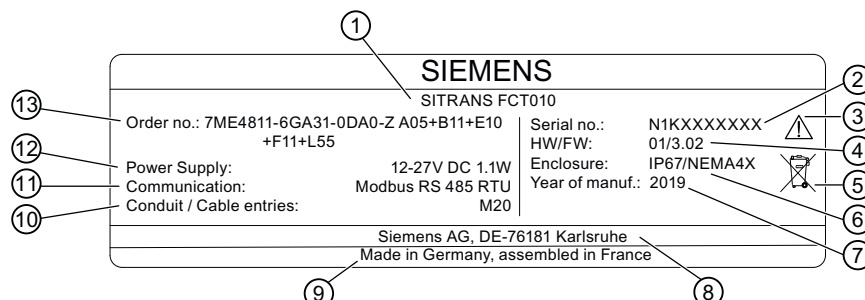 1
SIEMENS
SITRANS FCT010
2
13
Order no.: 7ME4811-6GA31-0DA0-Z A05+B11+E10
+F11+L55
Serial no.: N1KXXXXXXX
3
HW/FW: 01/3.02
4
12
Power Supply: 12-27V DC 1.1W
Enclosure: IP67/NEMA4X
5
11
Communication: Modbus RS 485 RTU
Year of manuf.: 2019
6
10
Conduit / Cable entries: M20
7
Siemens AG, DE-76181 Karlsruhe
Made in Germany, assembled in France
9
8